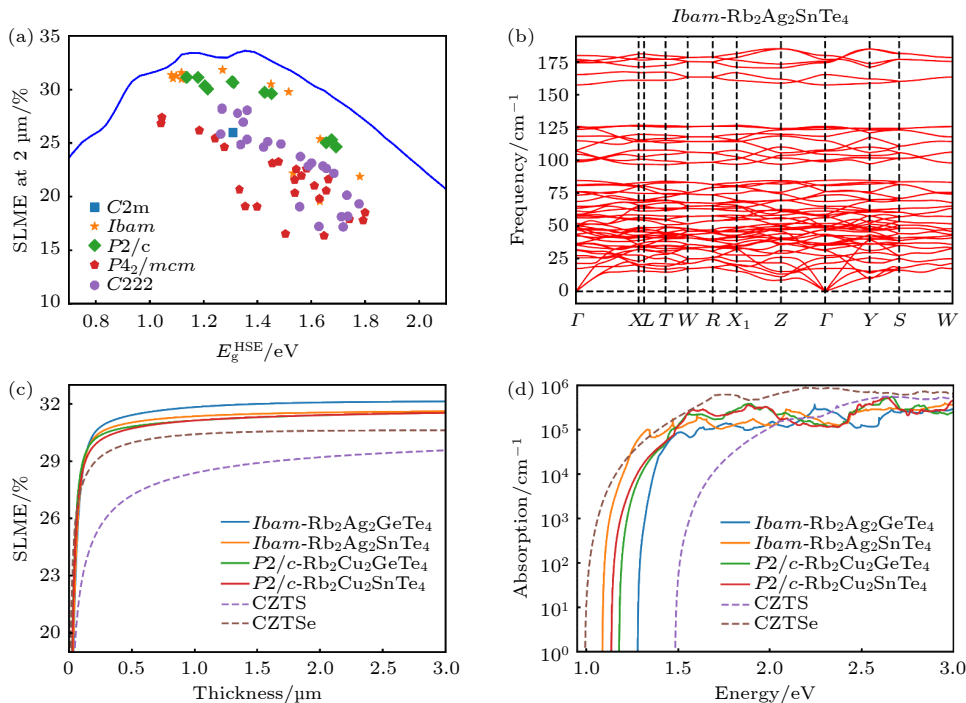 (a)
SLME at 2 μm/%
40
35
30
25
20
15
10
C2m
Ibam
P2/c
P4₂/mcm
C222
0.8 1.0 1.2 1.4 1.6 1.8 2.0
E_g^HSE/eV
(b)
Ibam-Rb₂Ag₂SnTe₄
Frequency/cm⁻¹
175
150
125
100
75
50
25
0
Γ X L T W R X₁ Z Γ Y S W
(c)
SLME/%
32
29
26
23
20
Ibam-Rb₂Ag₂GeTe₄
Ibam-Rb₂Ag₂SnTe₄
P2/c-Rb₂Cu₂GeTe₄
P2/c-Rb₂Cu₂SnTe₄
CZTS
CZTSe
0 0.5 1.0 1.5 2.0 2.5 3.0
Thickness/μm
(d)
Absorption/cm⁻¹
10⁶
10⁵
10⁴
10³
10²
10¹
10⁰
Ibam-Rb₂Ag₂GeTe₄
Ibam-Rb₂Ag₂SnTe₄
P2/c-Rb₂Cu₂GeTe₄
P2/c-Rb₂Cu₂SnTe₄
CZTS
CZTSe
1.0 1.5 2.0 2.5 3.0
Energy/eV